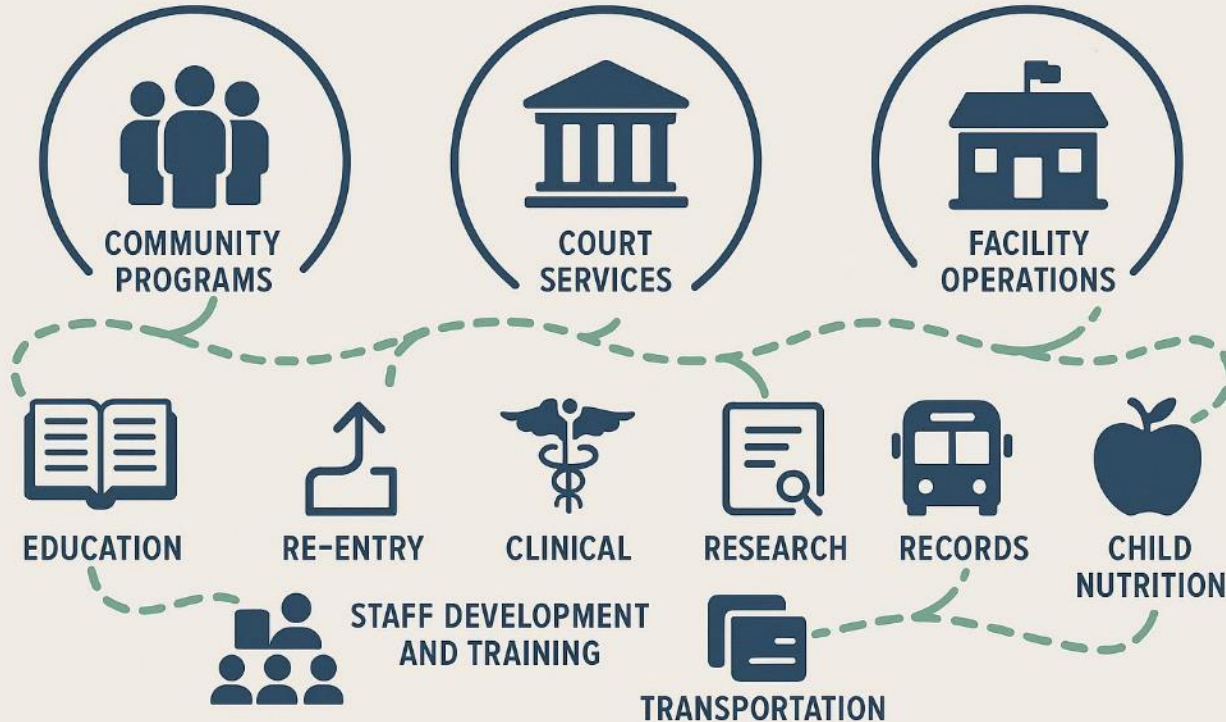 COMMUNITY
PROGRAMS
COURT
SERVICES
FACILITY
OPERATIONS
EDUCATION
RE-ENTRY
CLINICAL
RESEARCH
RECORDS
CHILD
NUTRITION
STAFF DEVELOPMENT
AND TRAINING
TRANSPORTATION